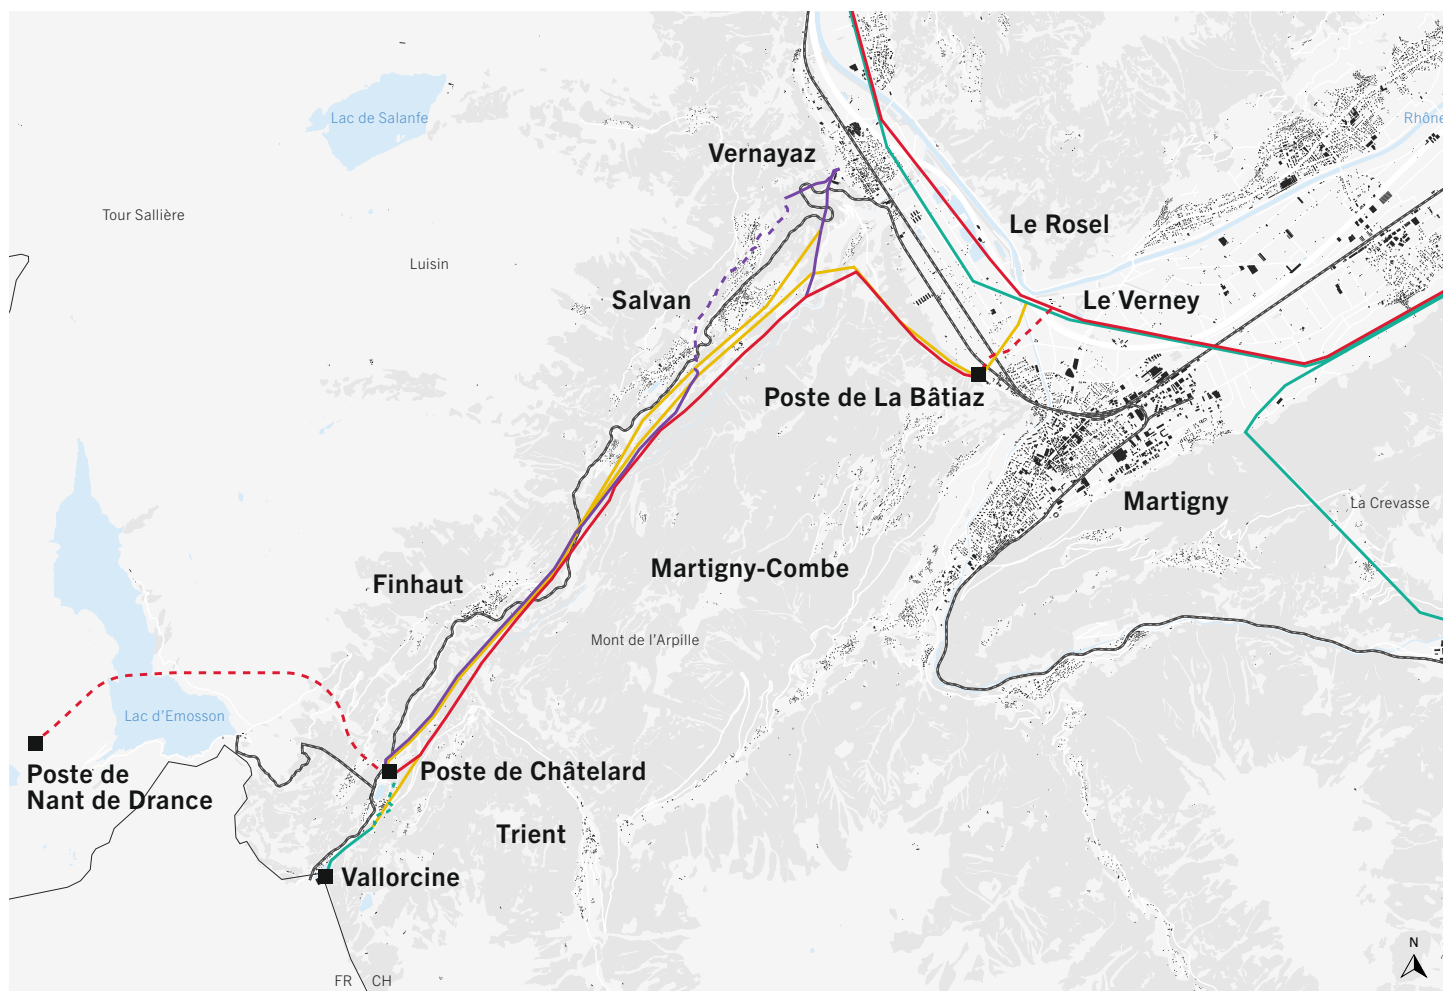 Lac de Salanfe
Rhône
Vernayaz
Tour Sallière
Le Rosel
Luisin
Salvan
Le Verney
Poste de La Bâtiaz
Martigny
La Crevasse
Martigny-Combe
Finhaut
Mont de l'Arpille
Lac d'Emosson
Poste de
Nant de Drance
Poste de Châtelard
Trient
Vallorcine
N
FR
CH